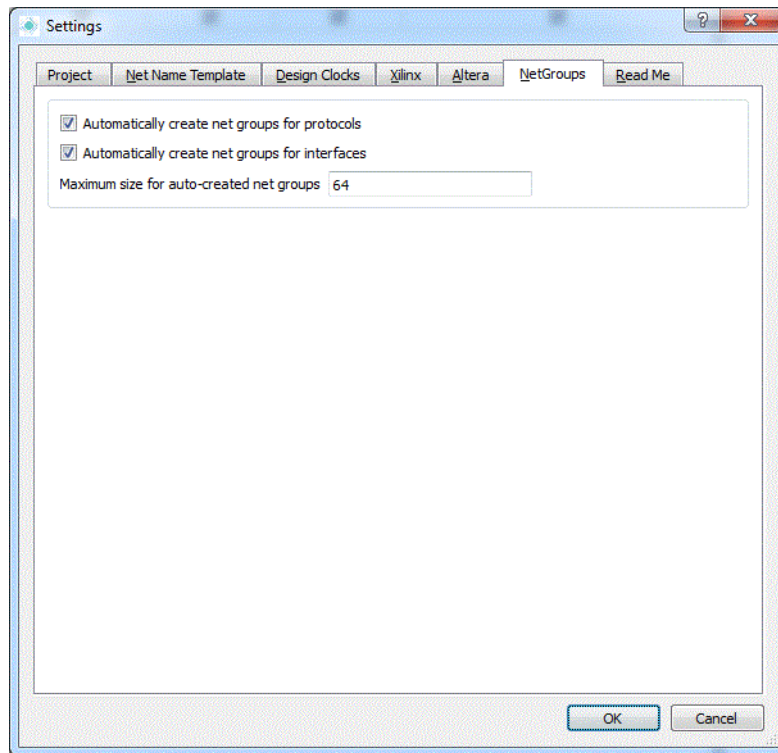 Settings
Project Net Name Template Design Clocks Xilinx Altera NetGroups Read Me
Automatically create net groups for protocols
Automatically create net groups for interfaces
Maximum size for auto-created net groups 64
OK Cancel